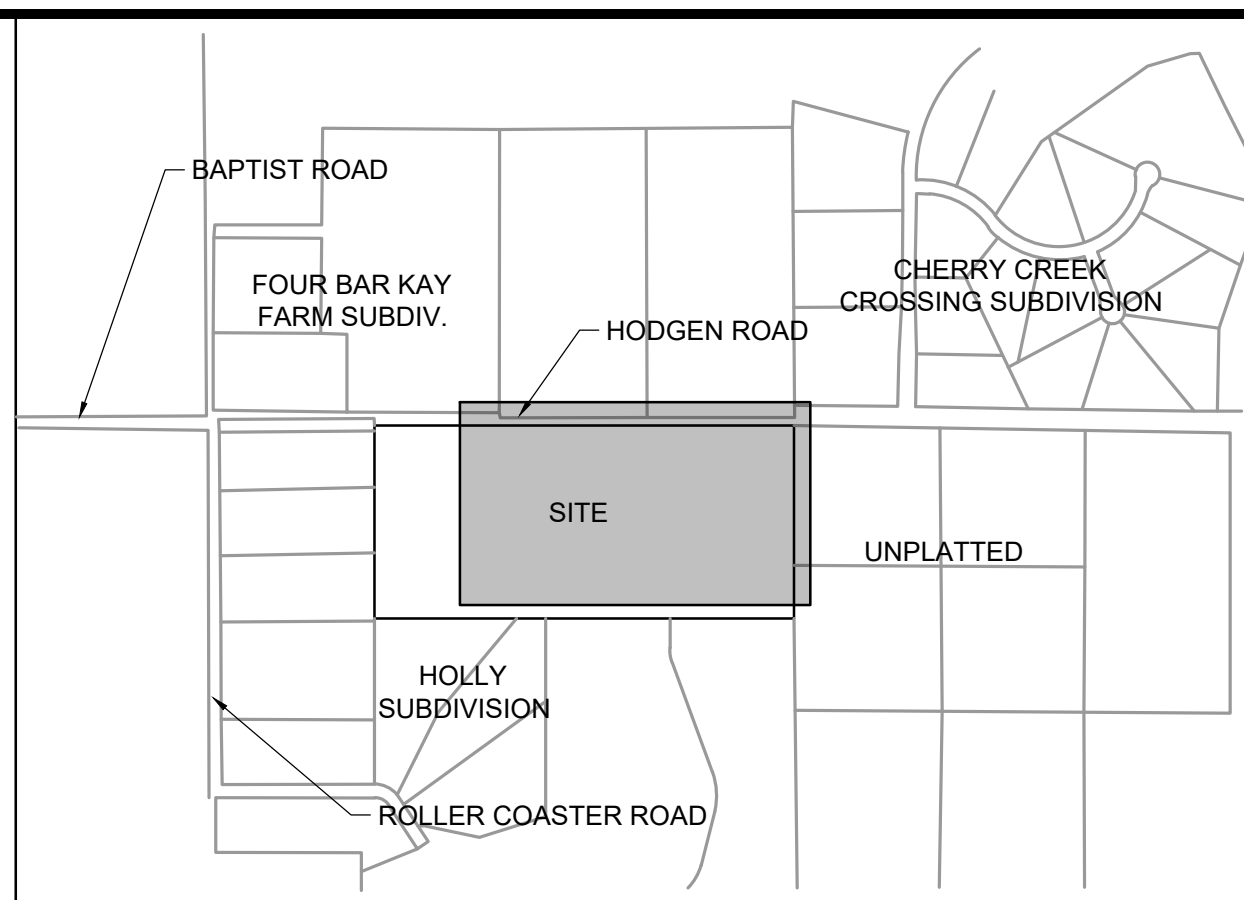 BAPTIST ROAD
FOUR BAR KAY
FARM SUBDIV.
CHERRY CREEK
CROSSING SUBDIVISION
HODGEN ROAD
SITE
UNPLATTED
HOLLY
SUBDIVISION
ROLLER COASTER ROAD